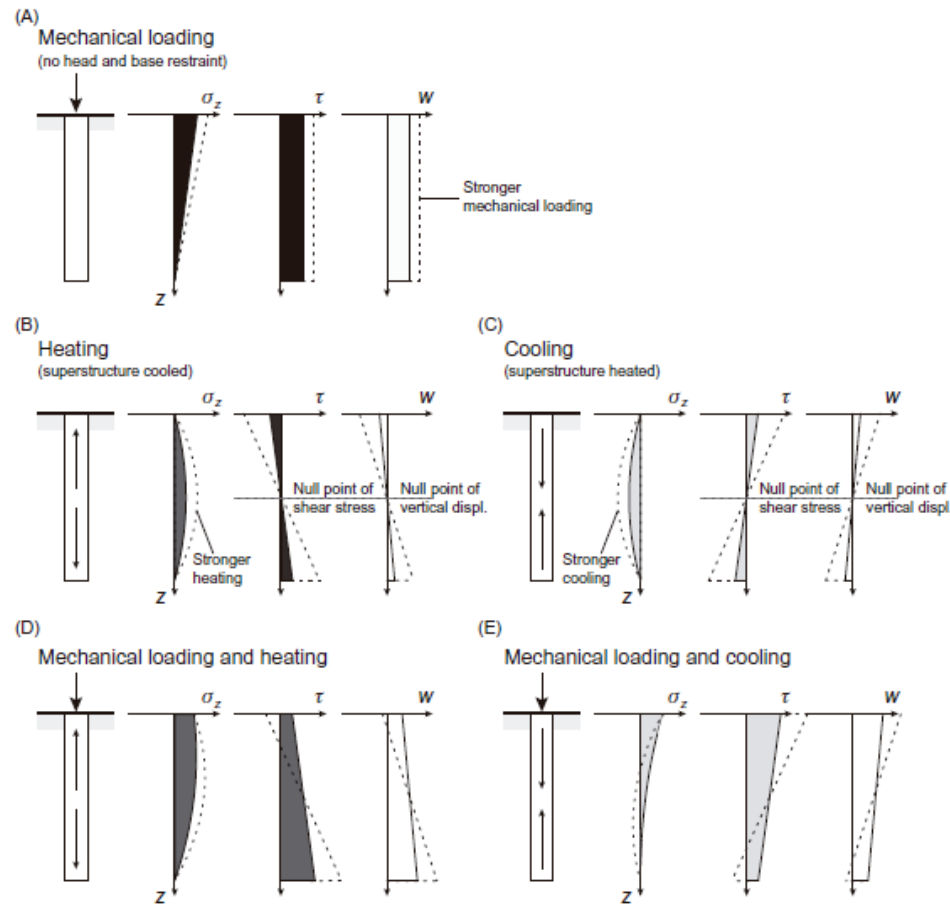 (A)
Mechanical loading
(no head and base restraint)
σz τ w
Stronger
mechanical loading
z
(B)
Heating
(superstructure cooled)
σz τ w
Null point of
shear stress
Null point of
vertical displ.
Stronger
heating
z
(C)
Cooling
(superstructure heated)
σz τ w
Null point of
shear stress
Null point of
vertical displ.
Stronger
cooling
z
(D)
Mechanical loading and heating
σz τ w
z
(E)
Mechanical loading and cooling
σz τ w
z